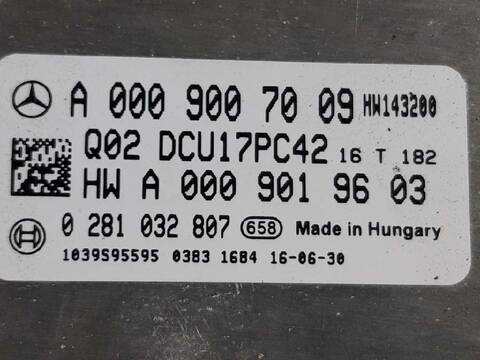 A 000 900 70 09 HW143200
Q02 DCU17PC42 16 T 182
HW A 000 901 96 03
0 281 032 807 658 Made in Hungary
1039S95595 0383 1684 16-06-30